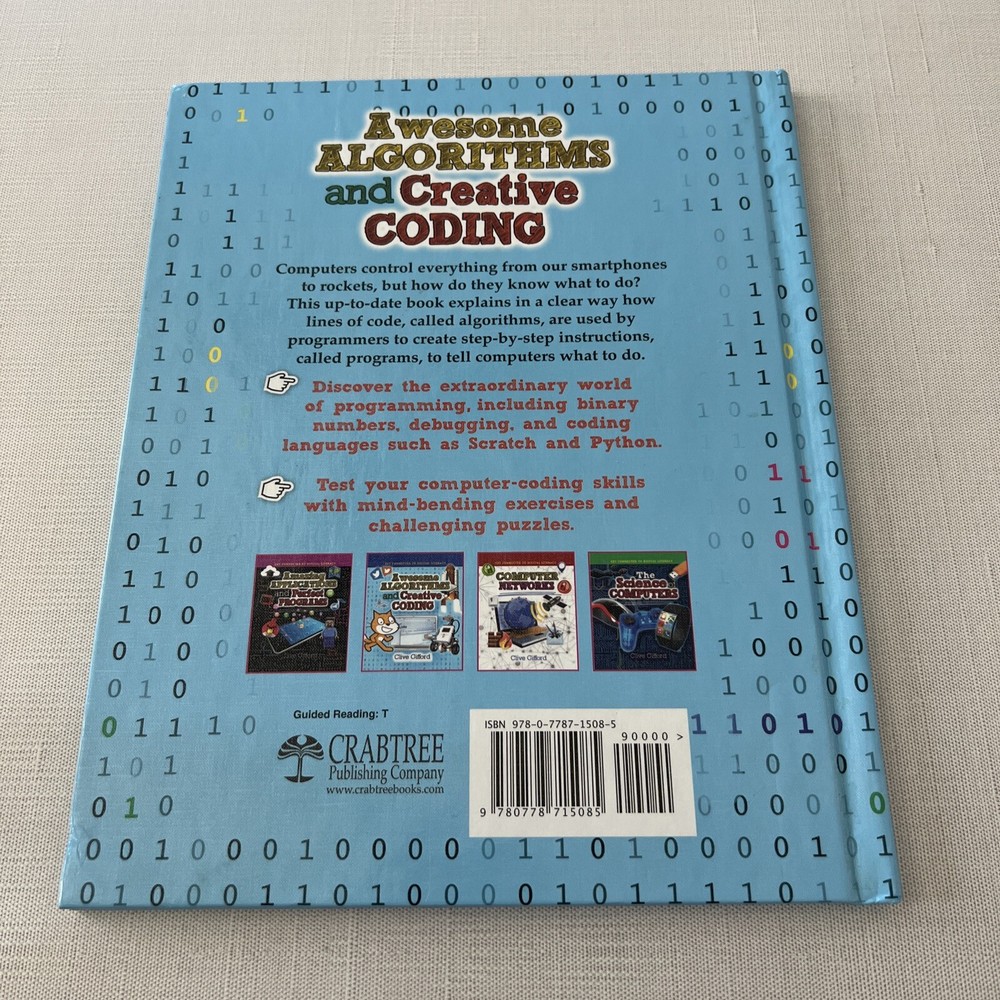 Awesome
ALGORITHMS
and Creative
CODING
Computers control everything from our smartphones
to rockets, but how do they know what to do?
This up-to-date book explains in a clear way how
lines of code, called algorithms, are used by
programmers to create step-by-step instructions,
called programs, to tell computers what to do.
Discover the extraordinary world
of programming, including binary
numbers, debugging, and coding
languages such as Scratch and Python.
Test your computer-coding skills
with mind-bending exercises and
challenging puzzles.
Amazing
APPLICATIONS
and Perfect
PROGRAMS
Awesome
ALGORITHMS
and Creative
CODING
Clive Gifford
COMPUTER
NETWORKS
Clive Gifford
The
Science of
COMPUTERS
Clive Gifford
Guided Reading: T
CRABTREE
Publishing Company
www.crabtreebooks.com
ISBN 978-0-7787-1508-5
90000 >
9 780778 715085